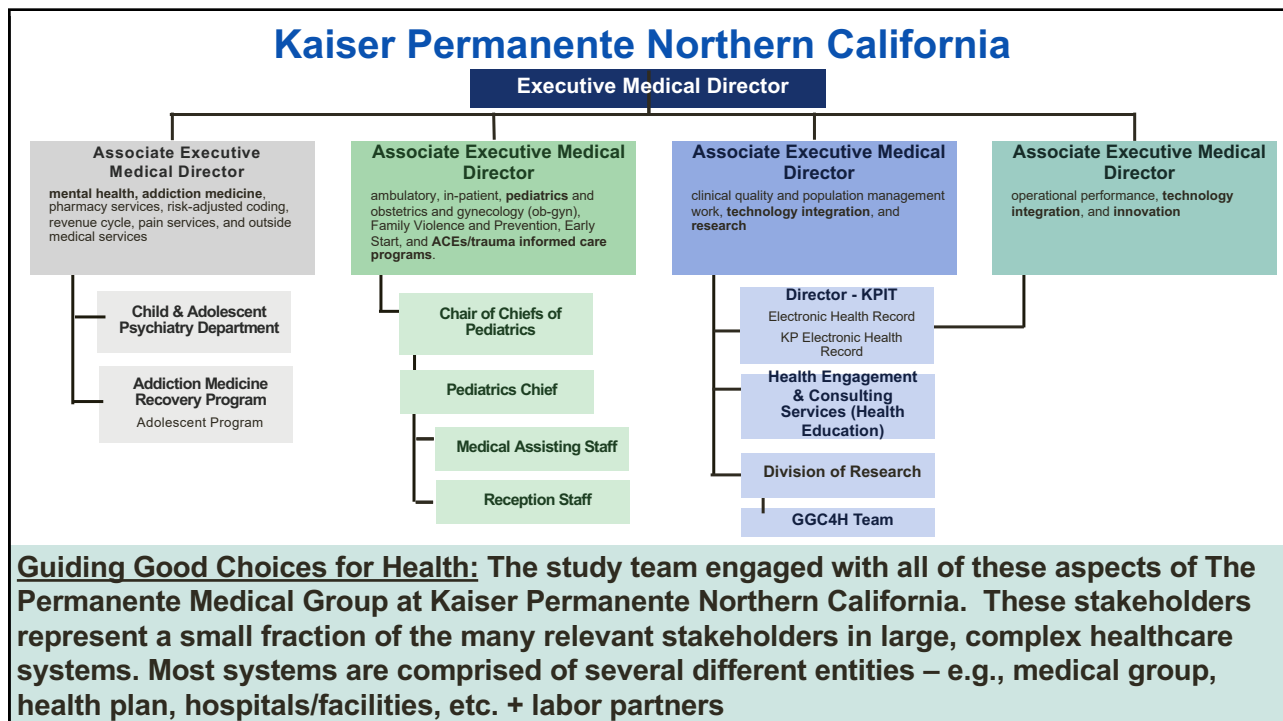 Kaiser Permanente Northern California
Executive Medical Director
Associate Executive
Medical Director
mental health, addiction medicine,
pharmacy services, risk-adjusted coding,
revenue cycle, pain services, and outside
medical services
Child & Adolescent
Psychiatry Department
Addiction Medicine
Recovery Program
Adolescent Program
Associate Executive Medical
Director
ambulatory, in-patient, pediatrics and
obstetrics and gynecology (ob-gyn),
Family Violence and Prevention, Early
Start, and ACEs/trauma informed care
programs.
Chair of Chiefs of
Pediatrics
Pediatrics Chief
Medical Assisting Staff
Reception Staff
Associate Executive Medical
Director
clinical quality and population management
work, technology integration, and
research
Director - KPIT
Electronic Health Record
KP Electronic Health
Record
Health Engagement
& Consulting
Services (Health
Education)
Division of Research
GGC4H Team
Associate Executive Medical
Director
operational performance, technology
integration, and innovation
Guiding Good Choices for Health: The study team engaged with all of these aspects of The
Permanente Medical Group at Kaiser Permanente Northern California. These stakeholders
represent a small fraction of the many relevant stakeholders in large, complex healthcare
systems. Most systems are comprised of several different entities – e.g., medical group,
health plan, hospitals/facilities, etc. + labor partners